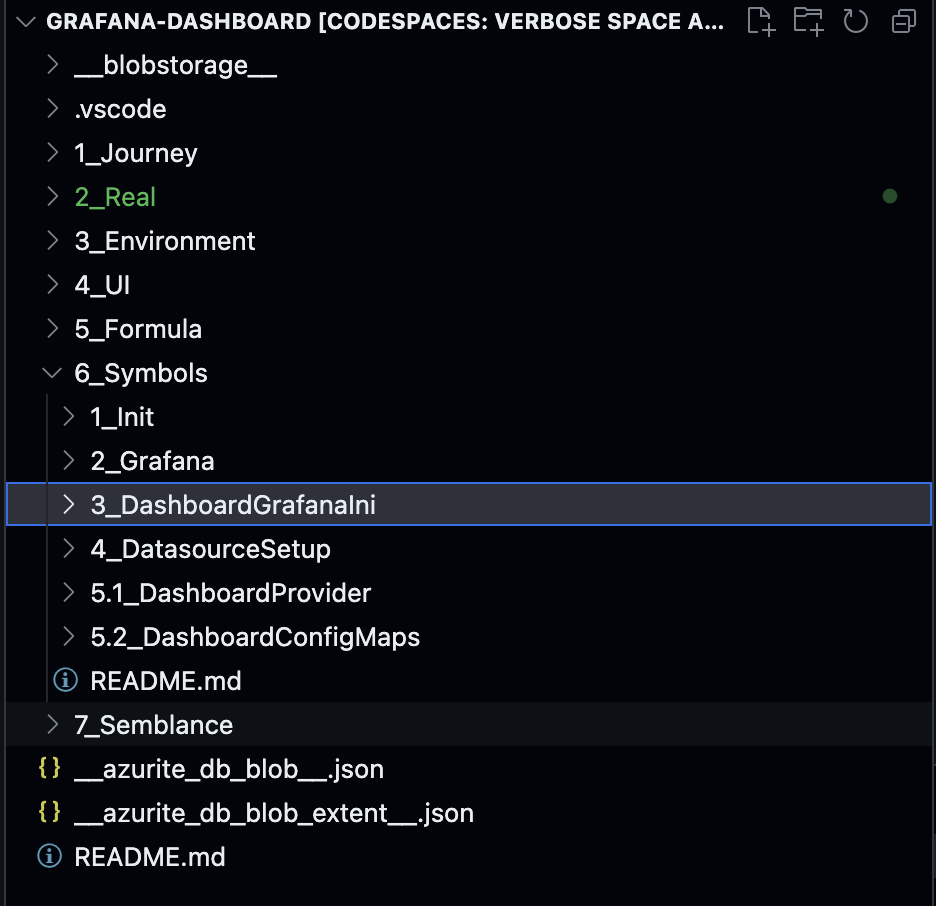 GRAFANA-DASHBOARD [CODESPACES: VERBOSE SPACE A...
__blobstorage__
.vscode
1_Journey
2_Real
3_Environment
4_UI
5_Formula
6_Symbols
1_Init
2_Grafana
3_DashboardGrafanaIni
4_DatasourceSetup
5.1_DashboardProvider
5.2_DashboardConfigMaps
README.md
7_Semblance
{} __azurite_db_blob__.json
{} __azurite_db_blob_extent__.json
README.md